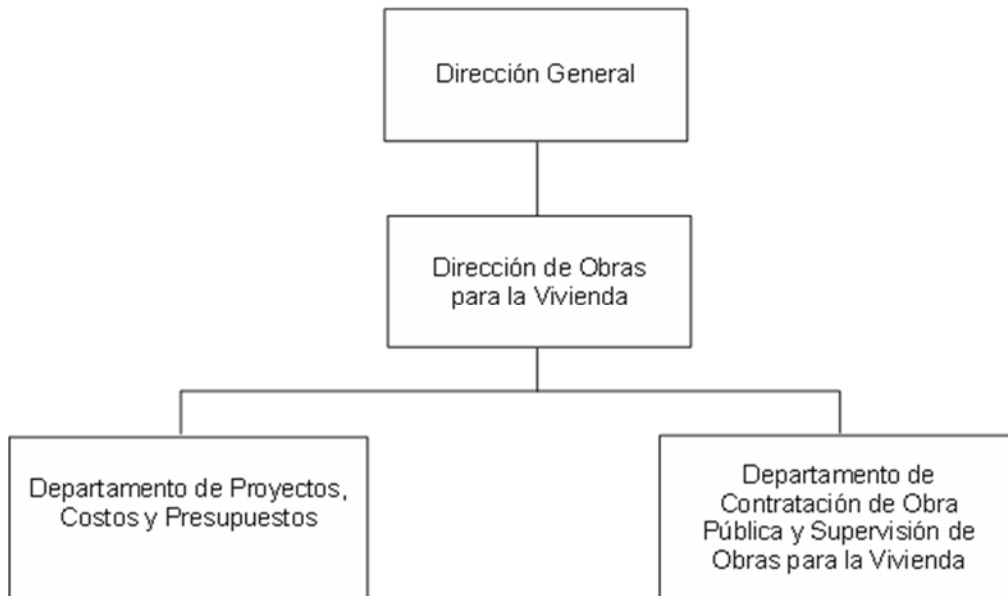 Dirección General
Dirección de Obras
para la Vivienda
Departamento de Proyectos,
Costos y Presupuestos
Departamento de
Contratación de Obra
Pública y Supervisión de
Obras para la Vivienda